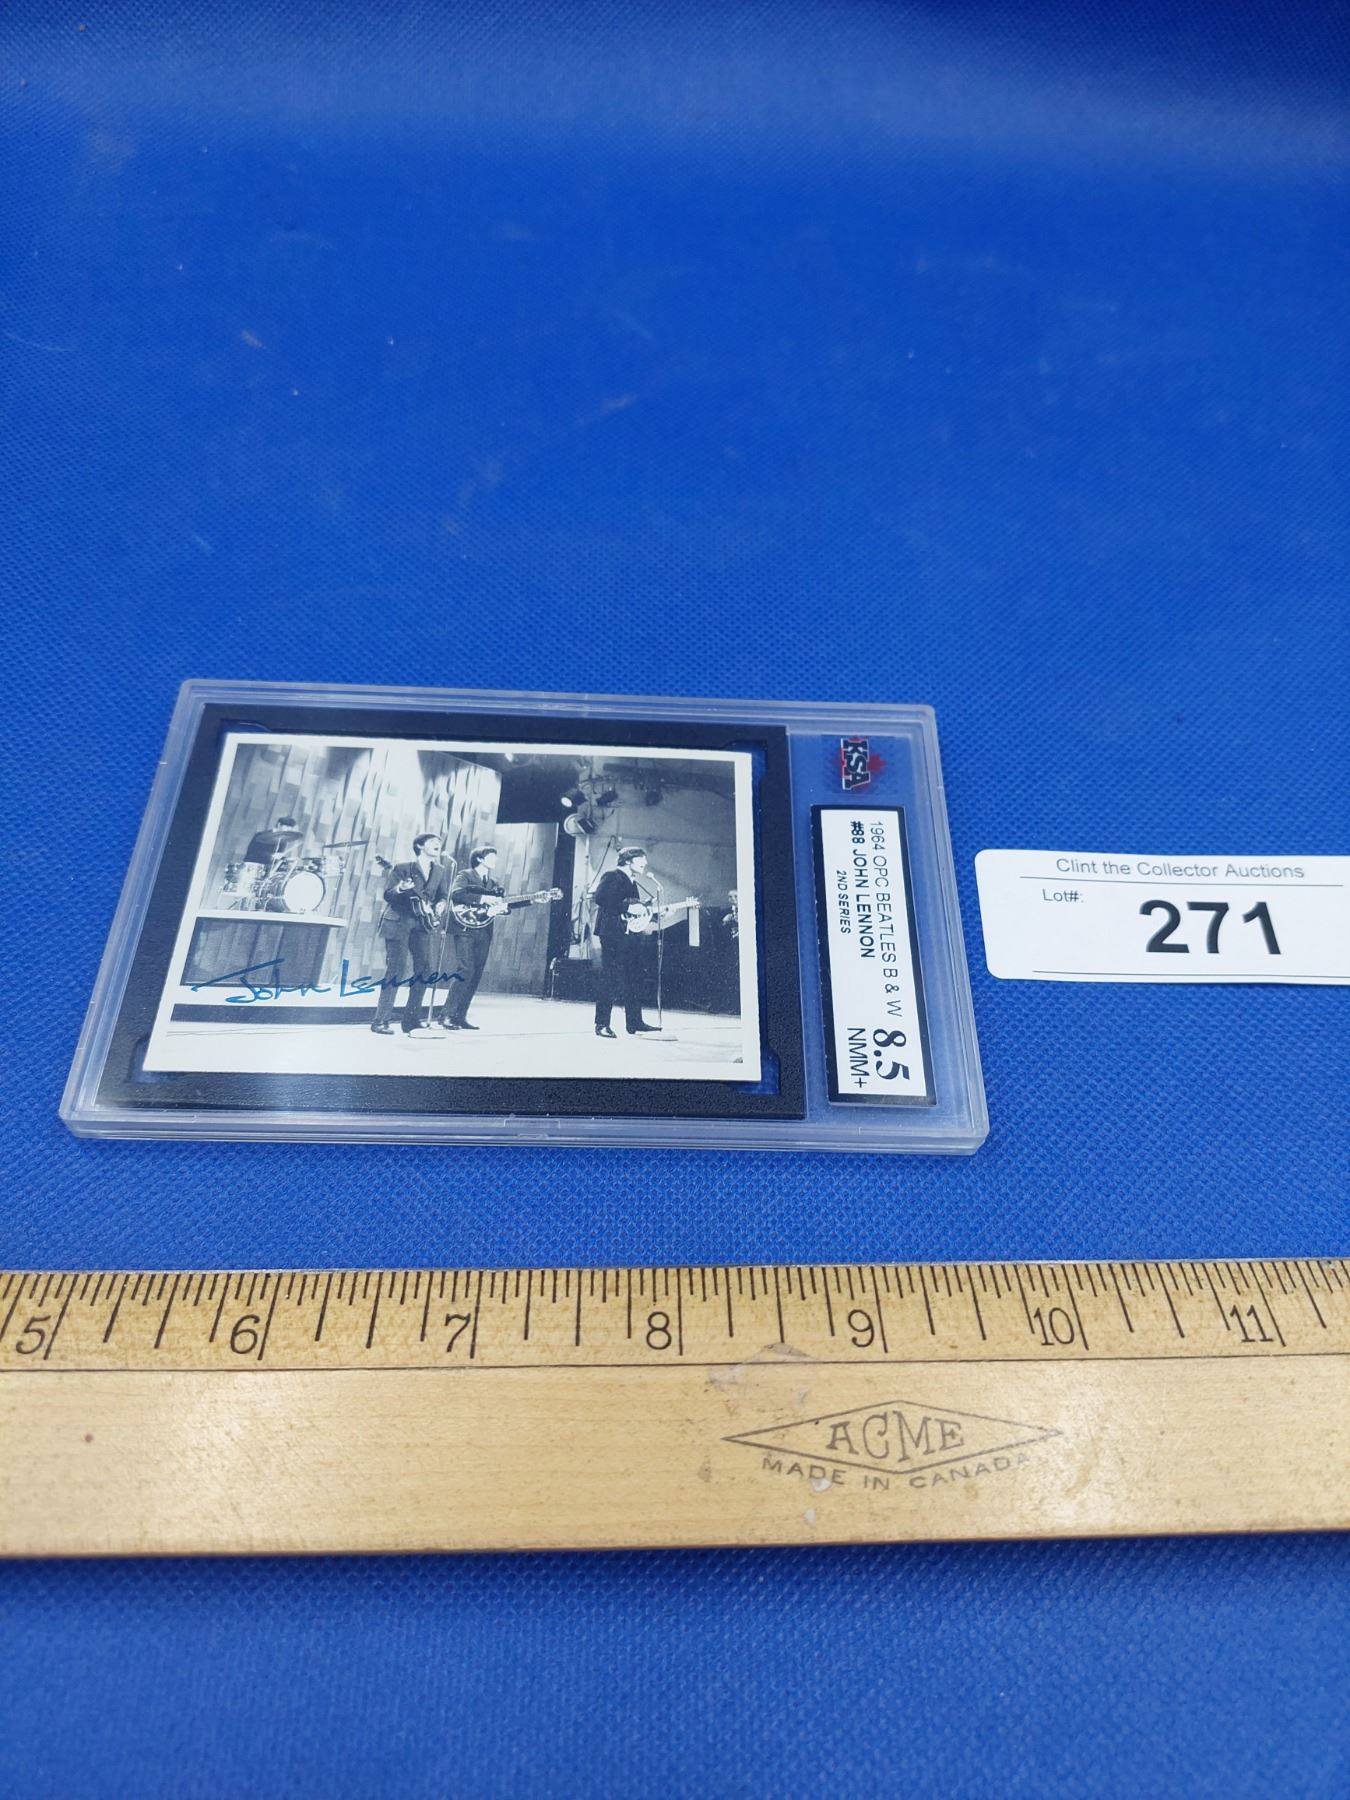 KSA
1964 OPC BEATLES B & W
#88 JOHN LENNON
2ND SERIES
8.5
NMM+
John Lennon
Clint the Collector Auctions
Lot#:
271
5 6 7 8 9 10 11
ACME
MADE IN CANADA